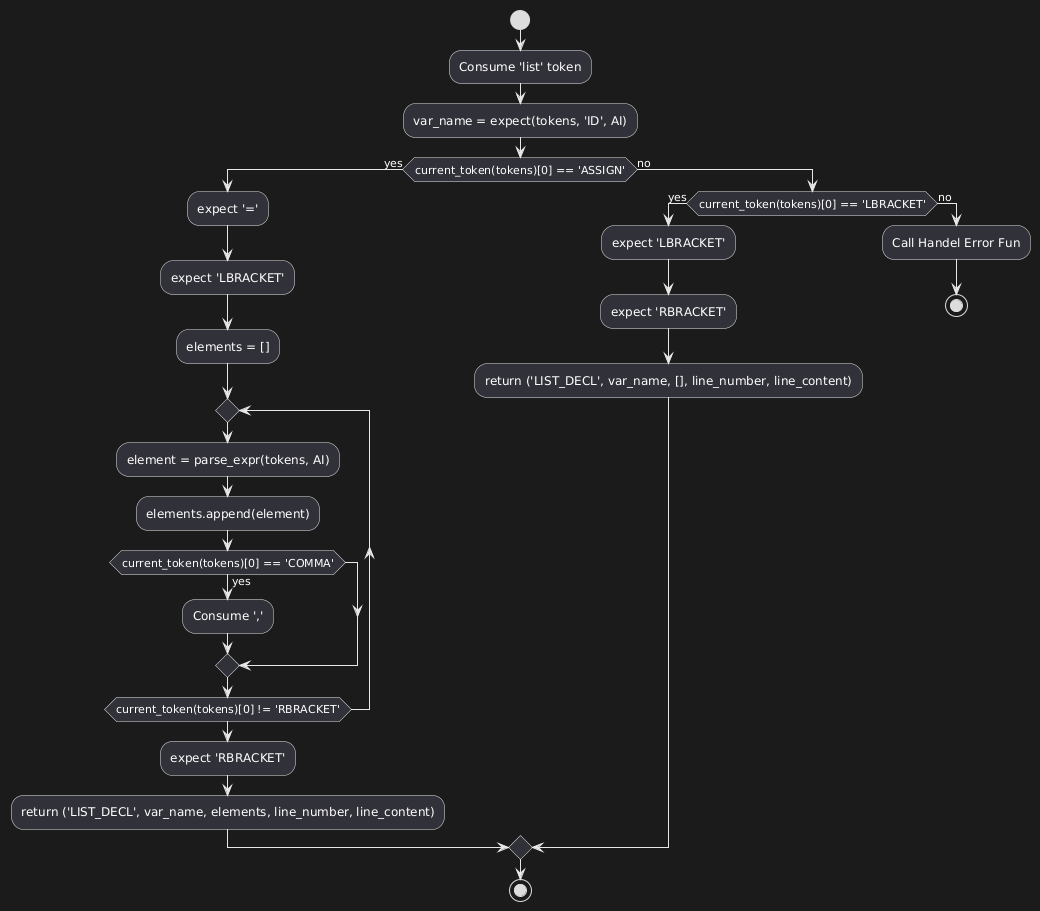 Consume 'list' token
var_name = expect(tokens, 'ID', AI)
yes
current_token(tokens)[0] == 'ASSIGN'
no
expect '='
expect 'LBRACKET'
elements = []
element = parse_expr(tokens, AI)
elements.append(element)
current_token(tokens)[0] == 'COMMA'
yes
Consume ','
current_token(tokens)[0] != 'RBRACKET'
expect 'RBRACKET'
return ('LIST_DECL', var_name, elements, line_number, line_content)
yes
current_token(tokens)[0] == 'LBRACKET'
no
expect 'LBRACKET'
expect 'RBRACKET'
return ('LIST_DECL', var_name, [], line_number, line_content)
Call Handel Error Fun